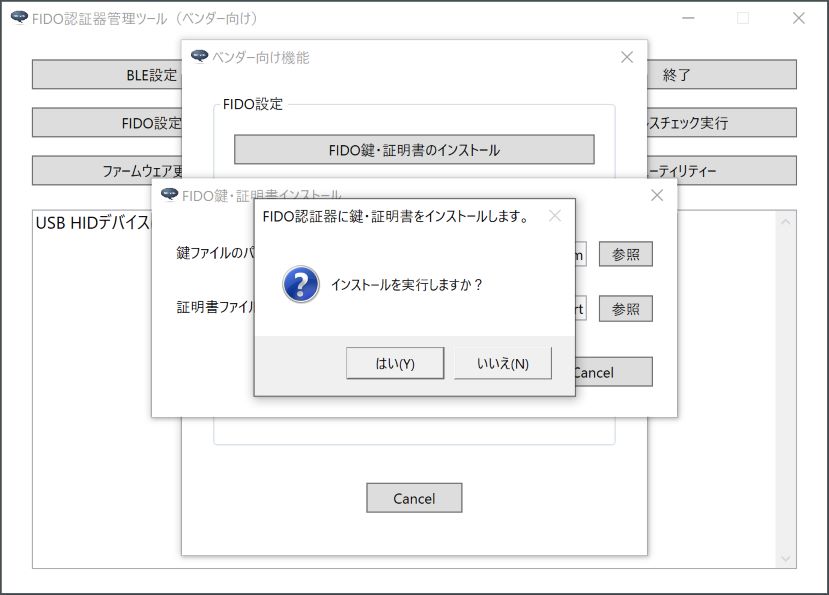 FIDO認証器管理ツール（ベンダー向け）
ベンダー向け機能
BLE設定
終了
FIDO設定
FIDO設定
スチェック実行
FIDO鍵・証明書のインストール
ファームウェア更
ーティリティー
FIDO鍵・証明書インストール
USB HIDデバイス
FIDO認証器に鍵・証明書をインストールします。
鍵ファイルのパ
m
参照
インストールを実行しますか？
証明書ファイル
rt
参照
はい(Y)
いいえ(N)
Cancel
Cancel